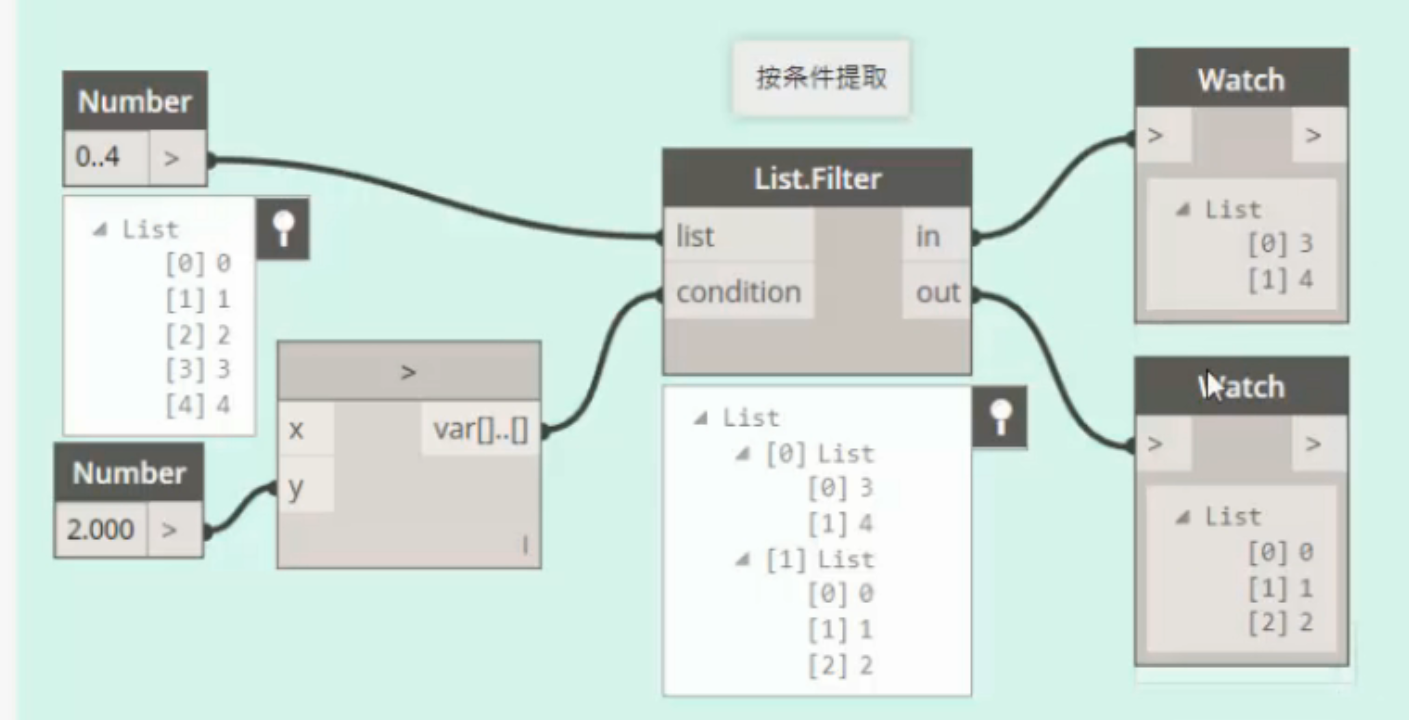 Number
0..4 >
List
[0] 0
[1] 1
[2] 2
[3] 3
[4] 4
Number
2.000 >
>
x var[]..[]
y
l
按条件提取
List.Filter
list in
condition out
List
[0] List
[0] 3
[1] 4
[1] List
[0] 0
[1] 1
[2] 2
Watch
> >
List
[0] 3
[1] 4
Watch
> >
List
[0] 0
[1] 1
[2] 2